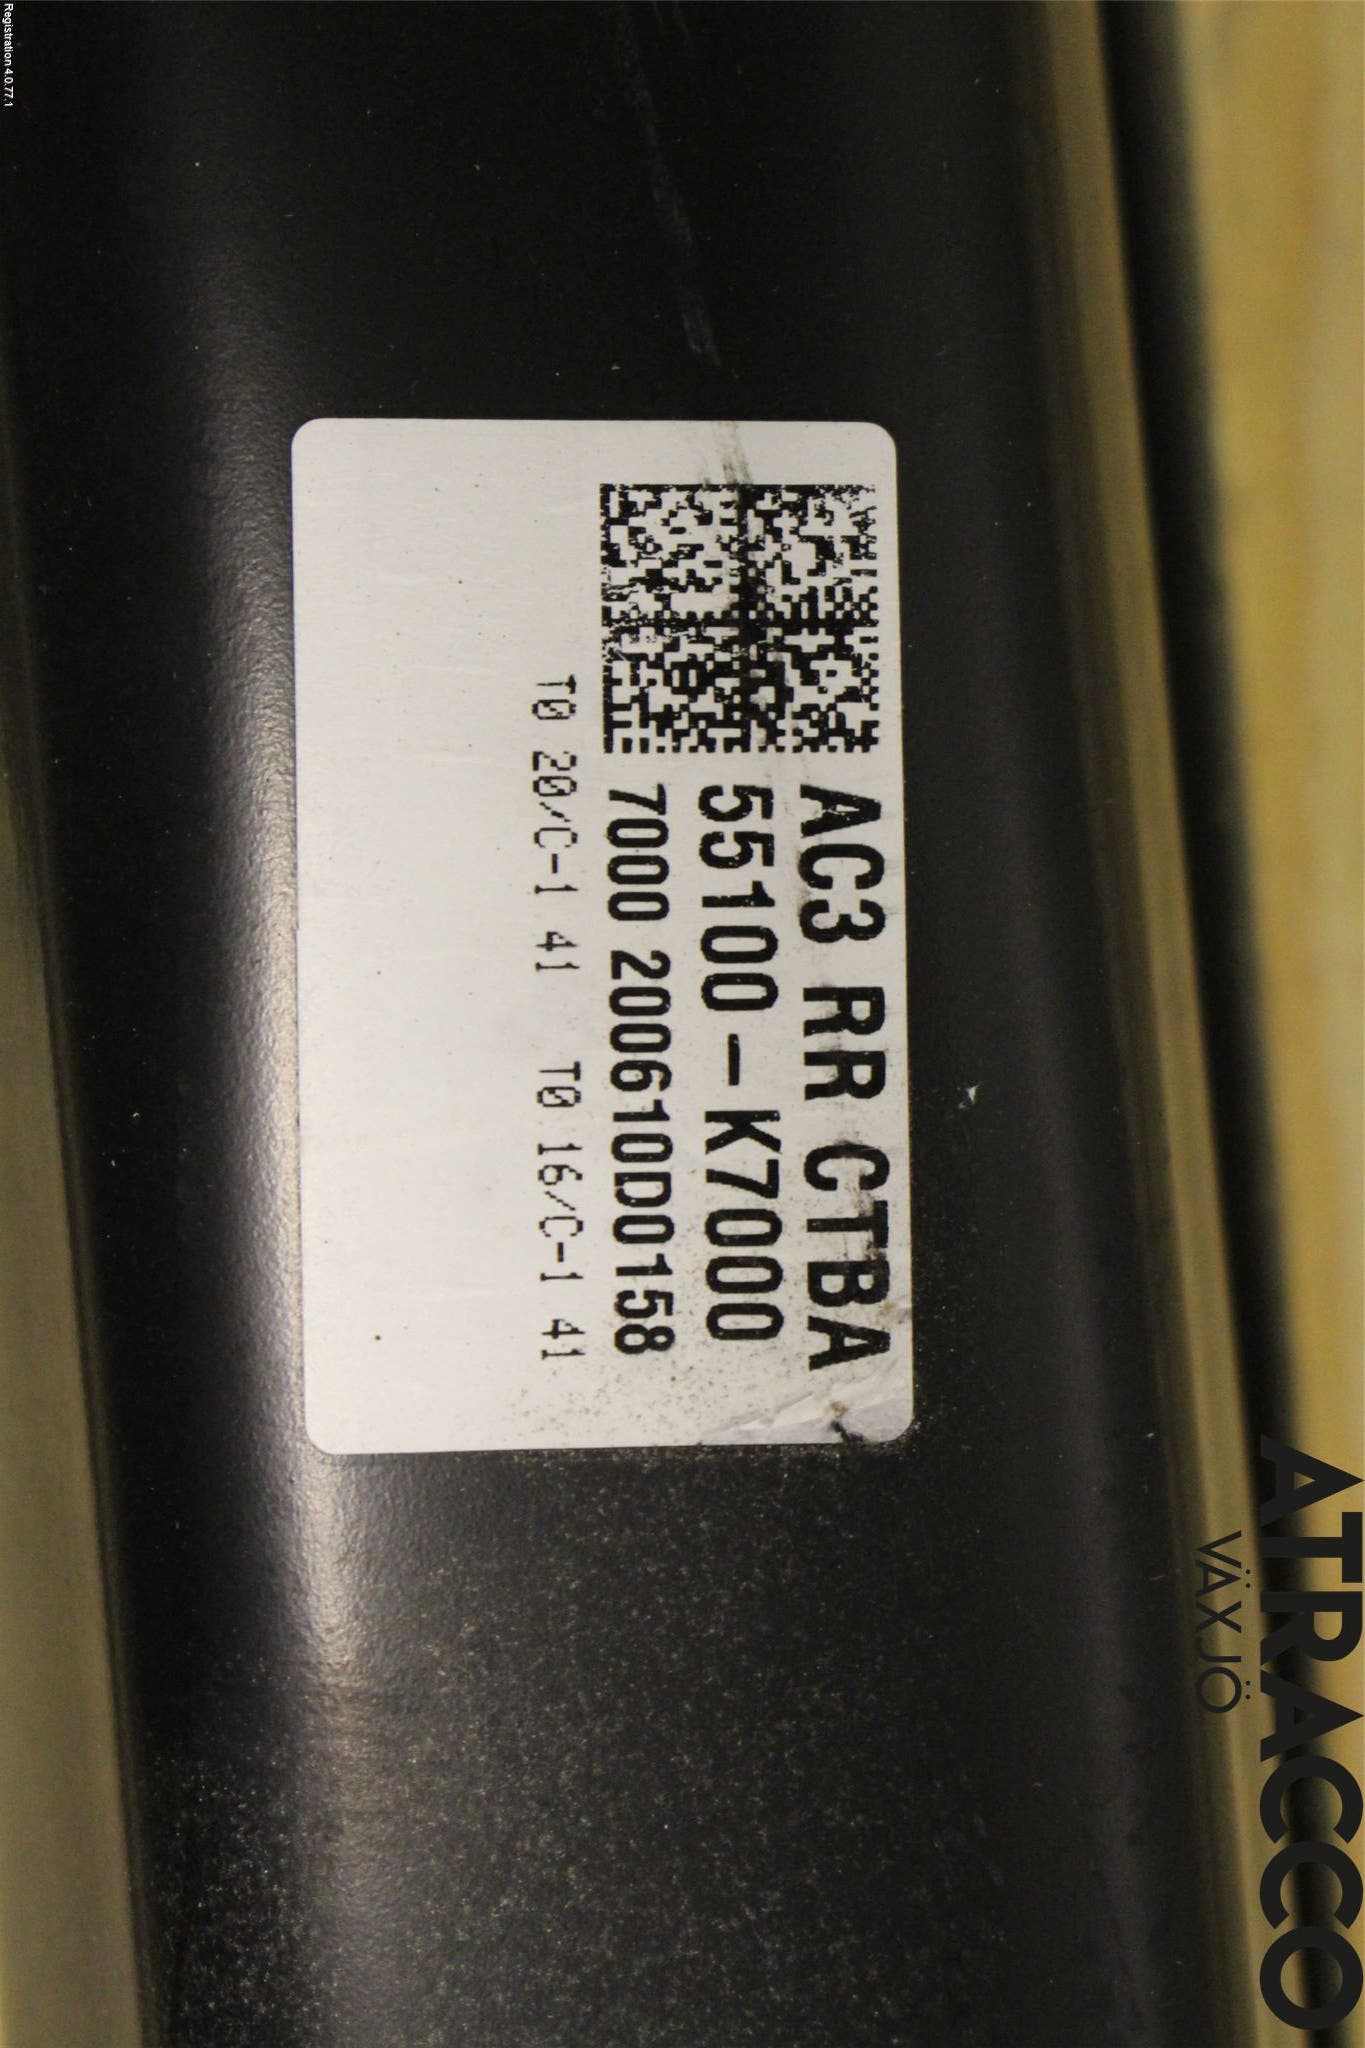 Registration 4.0.77.1
AC3 RR CTBA
55100-K7000
7000 200610D0158
T0 20/C-1 41 T0 16/C-1 41
ATRACCO
VÄXJÖ